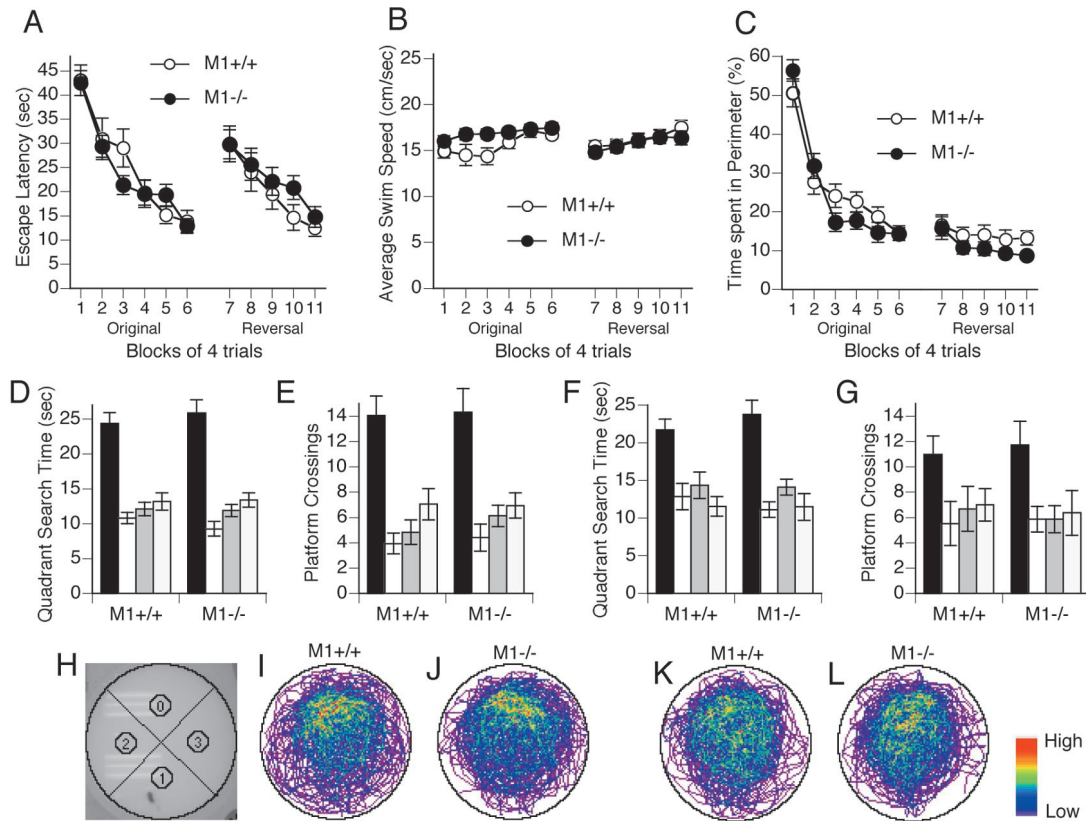 A
Escape Latency (sec)
45
40
35
30
25
20
15
10
5
0
M1+/+
M1-/-
1 2 3 4 5 6 7 8 9 10 11
Original Reversal
Blocks of 4 trials
B
Average Swim Speed (cm/sec)
25
20
15
10
5
0
M1+/+
M1-/-
1 2 3 4 5 6 7 8 9 10 11
Original Reversal
Blocks of 4 trials
C
Time spent in Perimeter (%)
60
50
40
30
20
10
0
M1+/+
M1-/-
1 2 3 4 5 6 7 8 9 10 11
Original Reversal
Blocks of 4 trials
D
Quadrant Search Time (sec)
25
20
15
10
5
0
M1+/+ M1-/-
E
Platform Crossings
14
12
10
8
6
4
2
0
M1+/+ M1-/-
F
Quadrant Search Time (sec)
25
20
15
10
5
0
M1+/+ M1-/-
G
Platform Crossings
14
12
10
8
6
4
2
0
M1+/+ M1-/-
H
0
2 3
1
I
M1+/+
J
M1-/-
K
M1+/+
L
M1-/-
High
Low